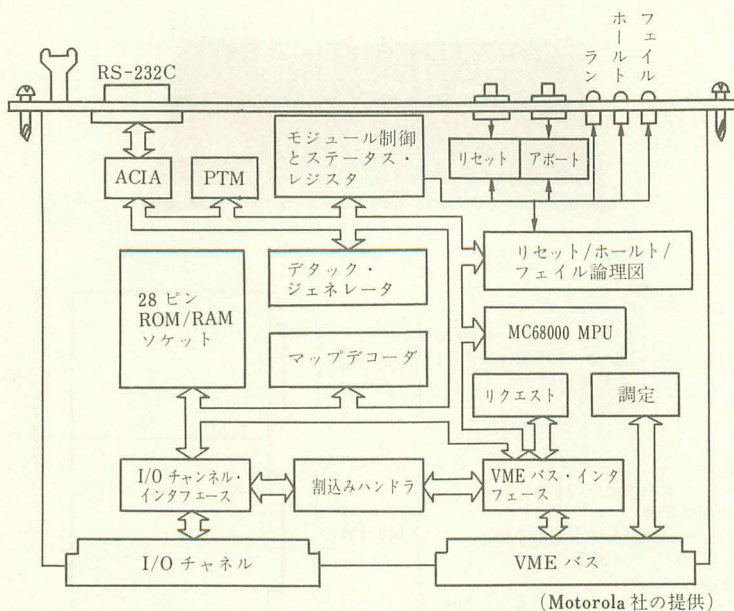 RS-232C
ラン
ホールト
フェイル
モジュール制御
とステータス・
レジスタ
リセット
アボート
ACIA
PTM
リセット/ホールト/
フェイル論理図
デタック・
ジェネレータ
28 ピン
ROM/RAM
ソケット
MC68000 MPU
マップデコーダ
リクエスト
調定
I/O チャンネル・
インタフェース
割込みハンドラ
VME バス・インタ
フェース
I/O チャネル
VME バス
(Motorola 社の提供)